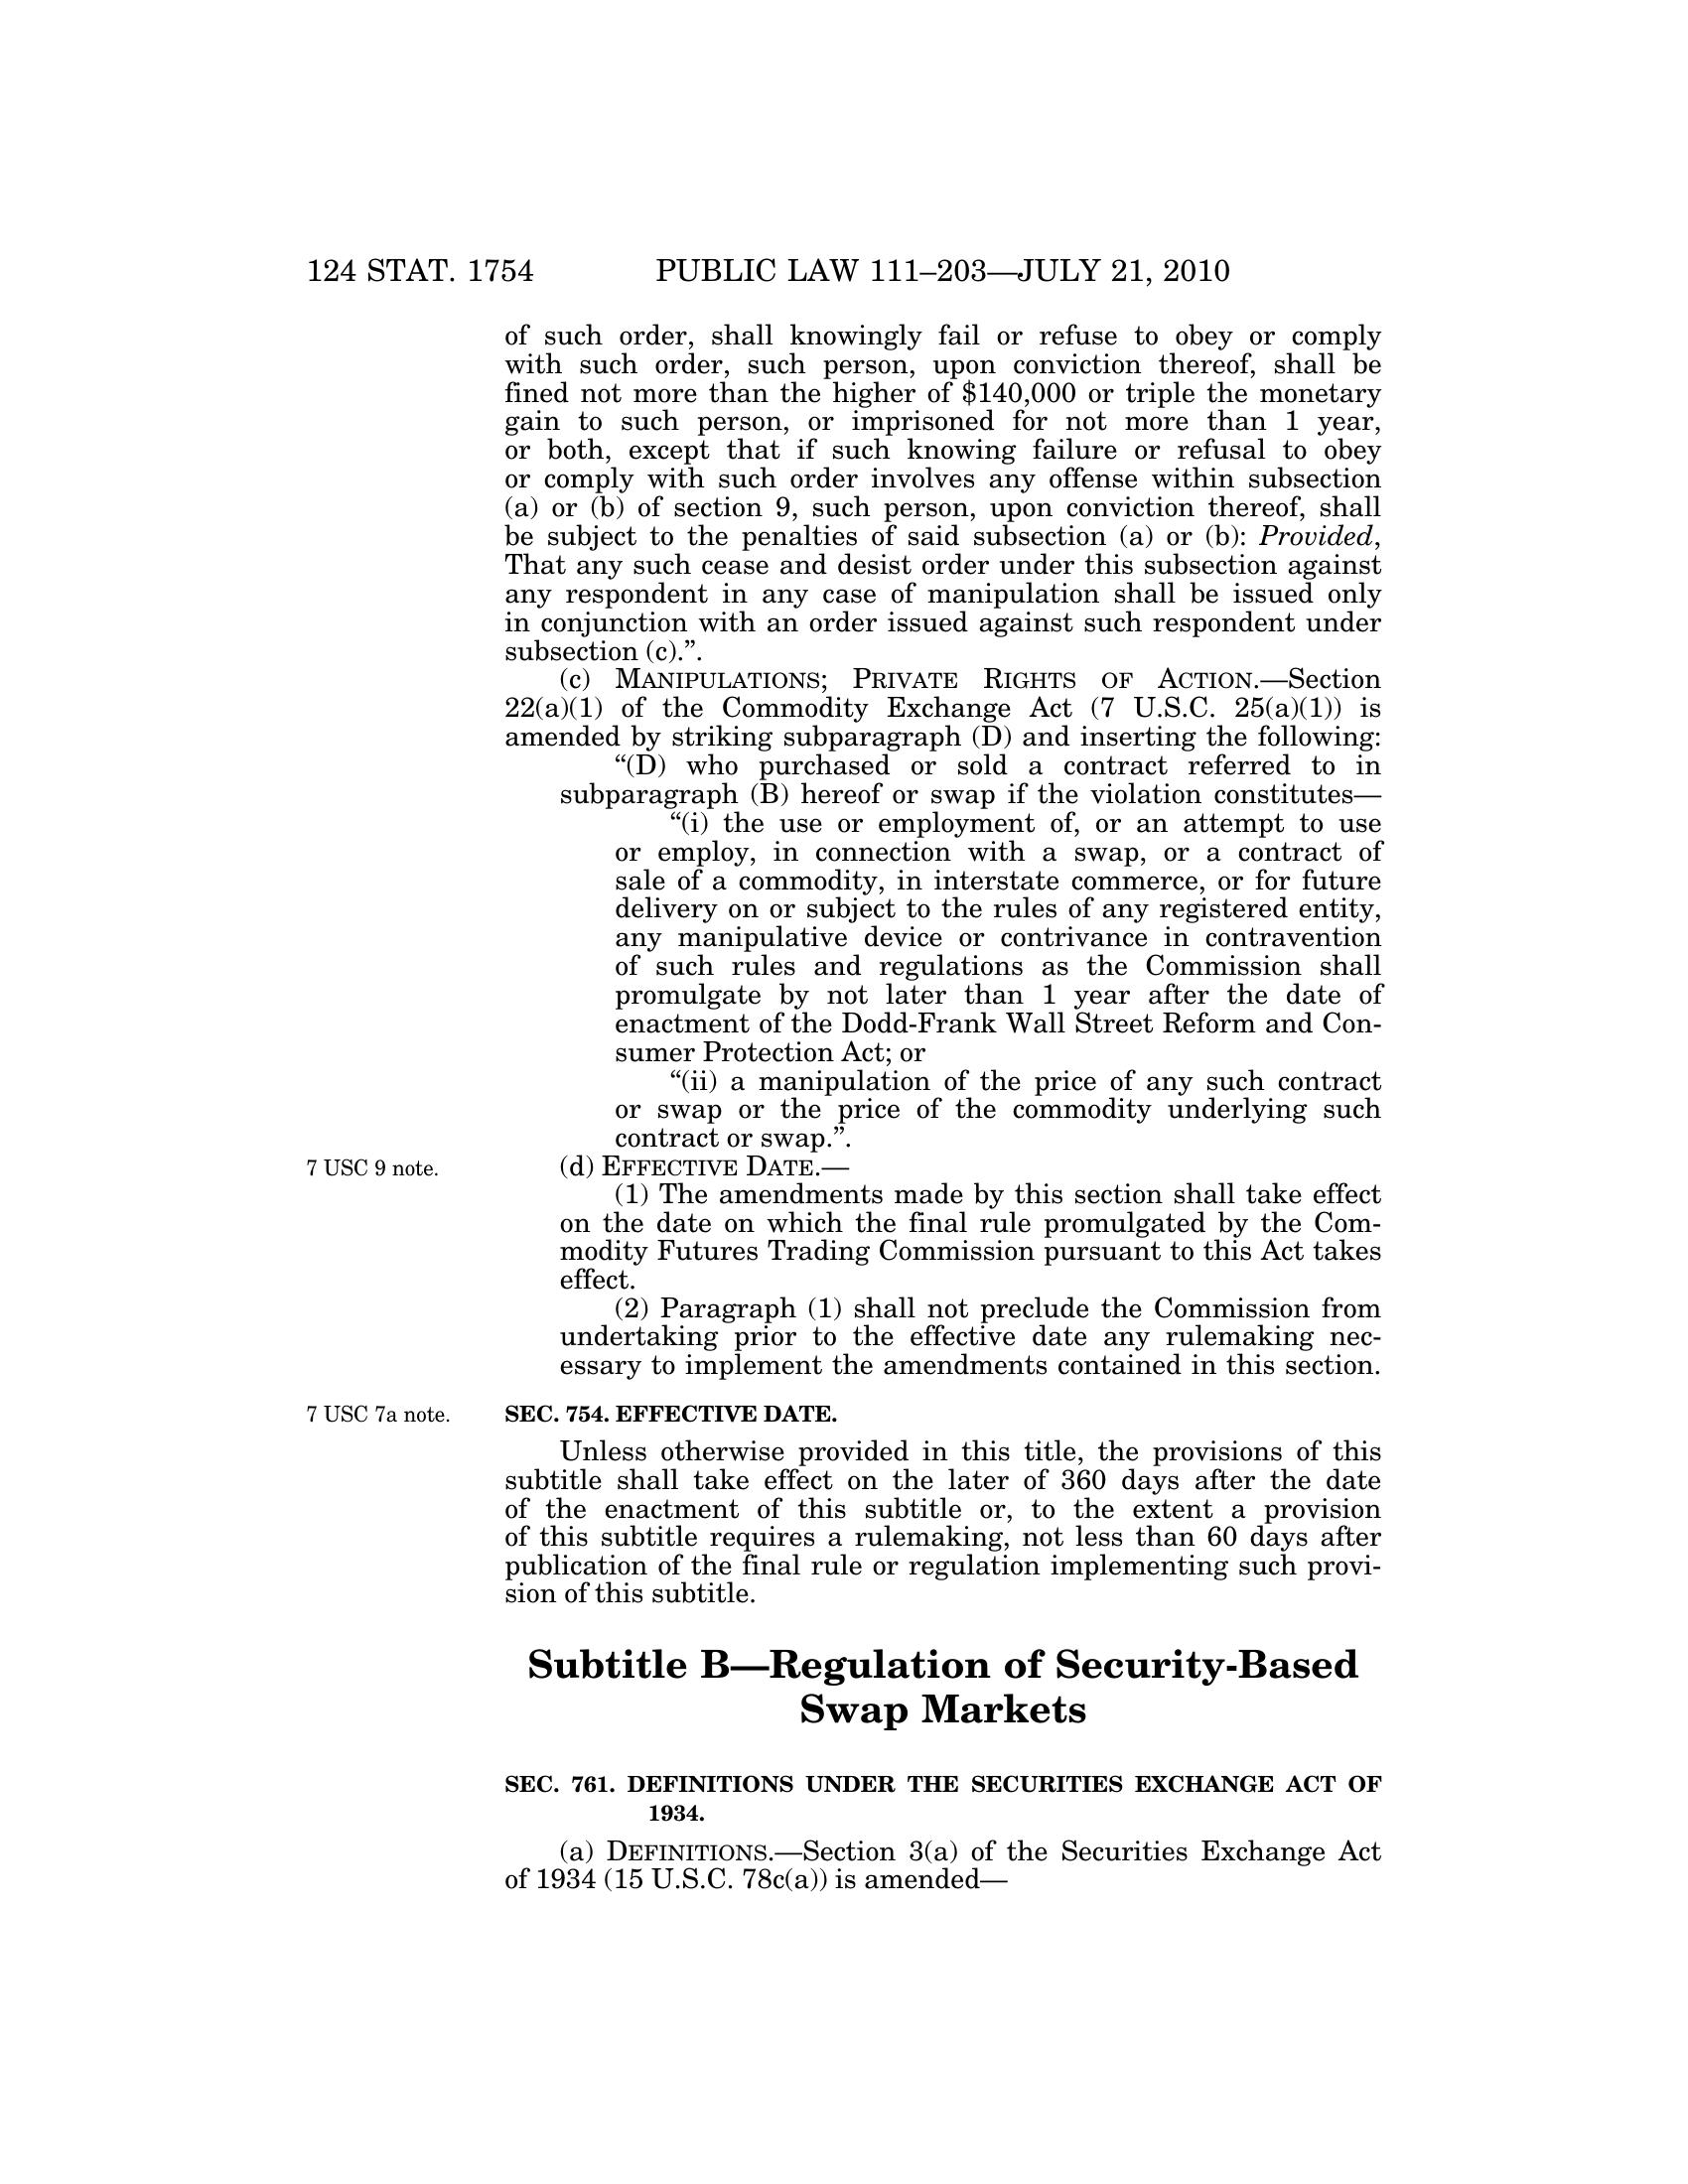 124 STAT. 1754 PUBLIC LAW 111–203—JULY 21, 2010
of such order, shall knowingly fail or refuse to obey or comply
with such order, such person, upon conviction thereof, shall be
fined not more than the higher of $140,000 or triple the monetary
gain to such person, or imprisoned for not more than 1 year,
or both, except that if such knowing failure or refusal to obey
or comply with such order involves any offense within subsection
(a) or (b) of section 9, such person, upon conviction thereof, shall
be subject to the penalties of said subsection (a) or (b): Provided,
That any such cease and desist order under this subsection against
any respondent in any case of manipulation shall be issued only
in conjunction with an order issued against such respondent under
subsection (c).”.
(c) MANIPULATIONS; PRIVATE RIGHTS OF ACTION.—Section
22(a)(1) of the Commodity Exchange Act (7 U.S.C. 25(a)(1)) is
amended by striking subparagraph (D) and inserting the following:
“(D) who purchased or sold a contract referred to in
subparagraph (B) hereof or swap if the violation constitutes—
“(i) the use or employment of, or an attempt to use
or employ, in connection with a swap, or a contract of
sale of a commodity, in interstate commerce, or for future
delivery on or subject to the rules of any registered entity,
any manipulative device or contrivance in contravention
of such rules and regulations as the Commission shall
promulgate by not later than 1 year after the date of
enactment of the Dodd-Frank Wall Street Reform and Con-
sumer Protection Act; or
“(ii) a manipulation of the price of any such contract
or swap or the price of the commodity underlying such
contract or swap.”.
7 USC 9 note. (d) EFFECTIVE DATE.—
(1) The amendments made by this section shall take effect
on the date on which the final rule promulgated by the Com-
modity Futures Trading Commission pursuant to this Act takes
effect.
(2) Paragraph (1) shall not preclude the Commission from
undertaking prior to the effective date any rulemaking nec-
essary to implement the amendments contained in this section.
7 USC 7a note. SEC. 754. EFFECTIVE DATE.
Unless otherwise provided in this title, the provisions of this
subtitle shall take effect on the later of 360 days after the date
of the enactment of this subtitle or, to the extent a provision
of this subtitle requires a rulemaking, not less than 60 days after
publication of the final rule or regulation implementing such provi-
sion of this subtitle.
Subtitle B—Regulation of Security-Based
Swap Markets
SEC. 761. DEFINITIONS UNDER THE SECURITIES EXCHANGE ACT OF
1934.
(a) DEFINITIONS.—Section 3(a) of the Securities Exchange Act
of 1934 (15 U.S.C. 78c(a)) is amended—